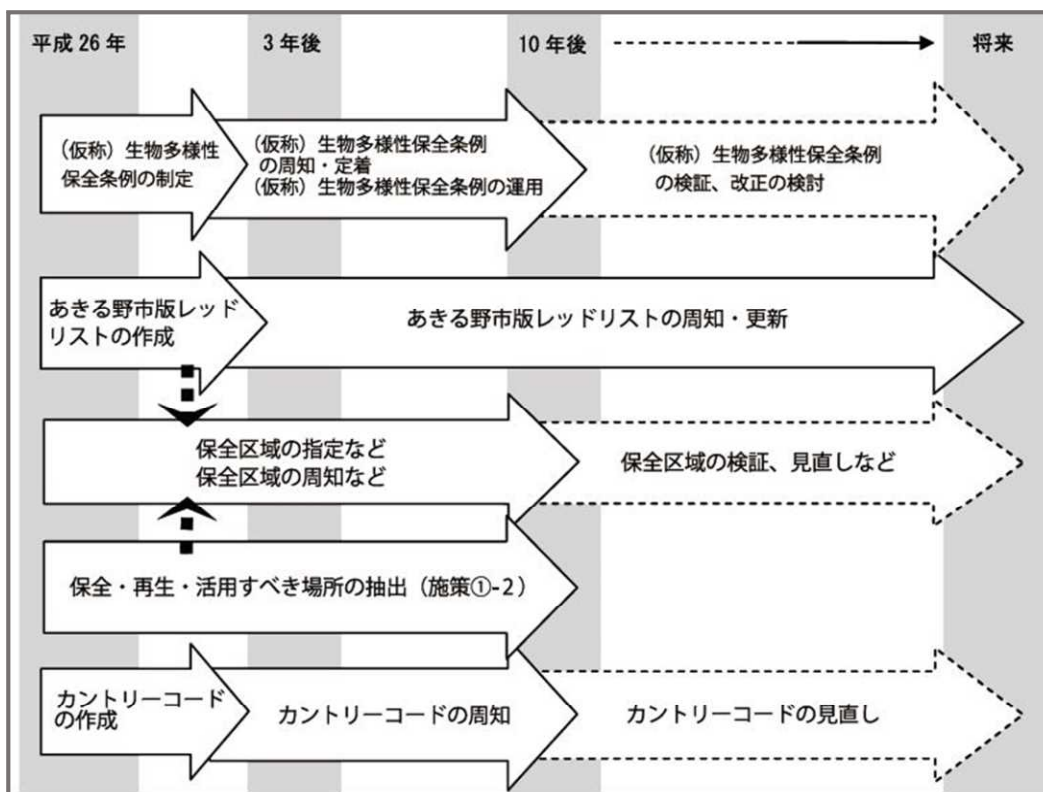 平成 26 年
3 年後
10 年後
将来
（仮称）生物多様性
保全条例の制定
（仮称）生物多様性保全条例
の周知・定着
（仮称）生物多様性保全条例の運用
（仮称）生物多様性保全条例
の検証、改正の検討
あきる野市版レッド
リストの作成
あきる野市版レッドリストの周知・更新
保全区域の指定など
保全区域の周知など
保全区域の検証、見直しなど
保全・再生・活用すべき場所の抽出（施策①-2）
カントリーコード
の作成
カントリーコードの周知
カントリーコードの見直し